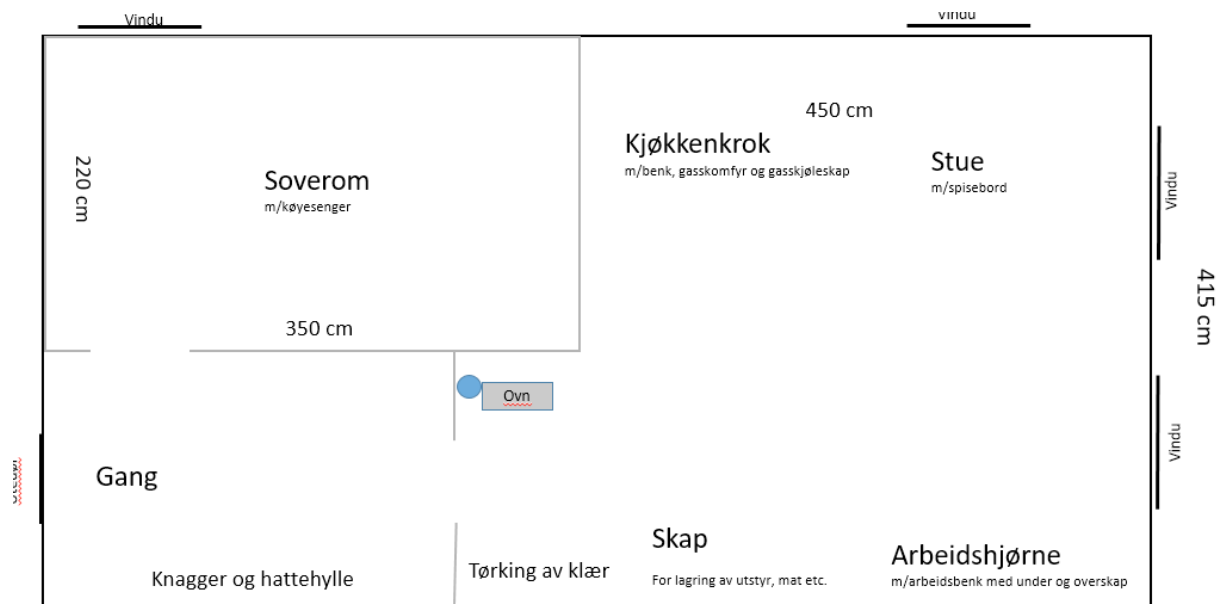 Vindu
Vindu
450 cm
Kjøkkenkrok
m/benk, gasskomfyr og gasskjøleskap
Stue
m/spisebord
220 cm
Soverom
m/køyesenger
Vindu
415 cm
350 cm
Ovn
Vindu
Gang
Skap
For lagring av utstyr, mat etc.
Arbeidshjørne
m/arbeidsbenk med under og overskap
Tørking av klær
Knagger og hattehylle